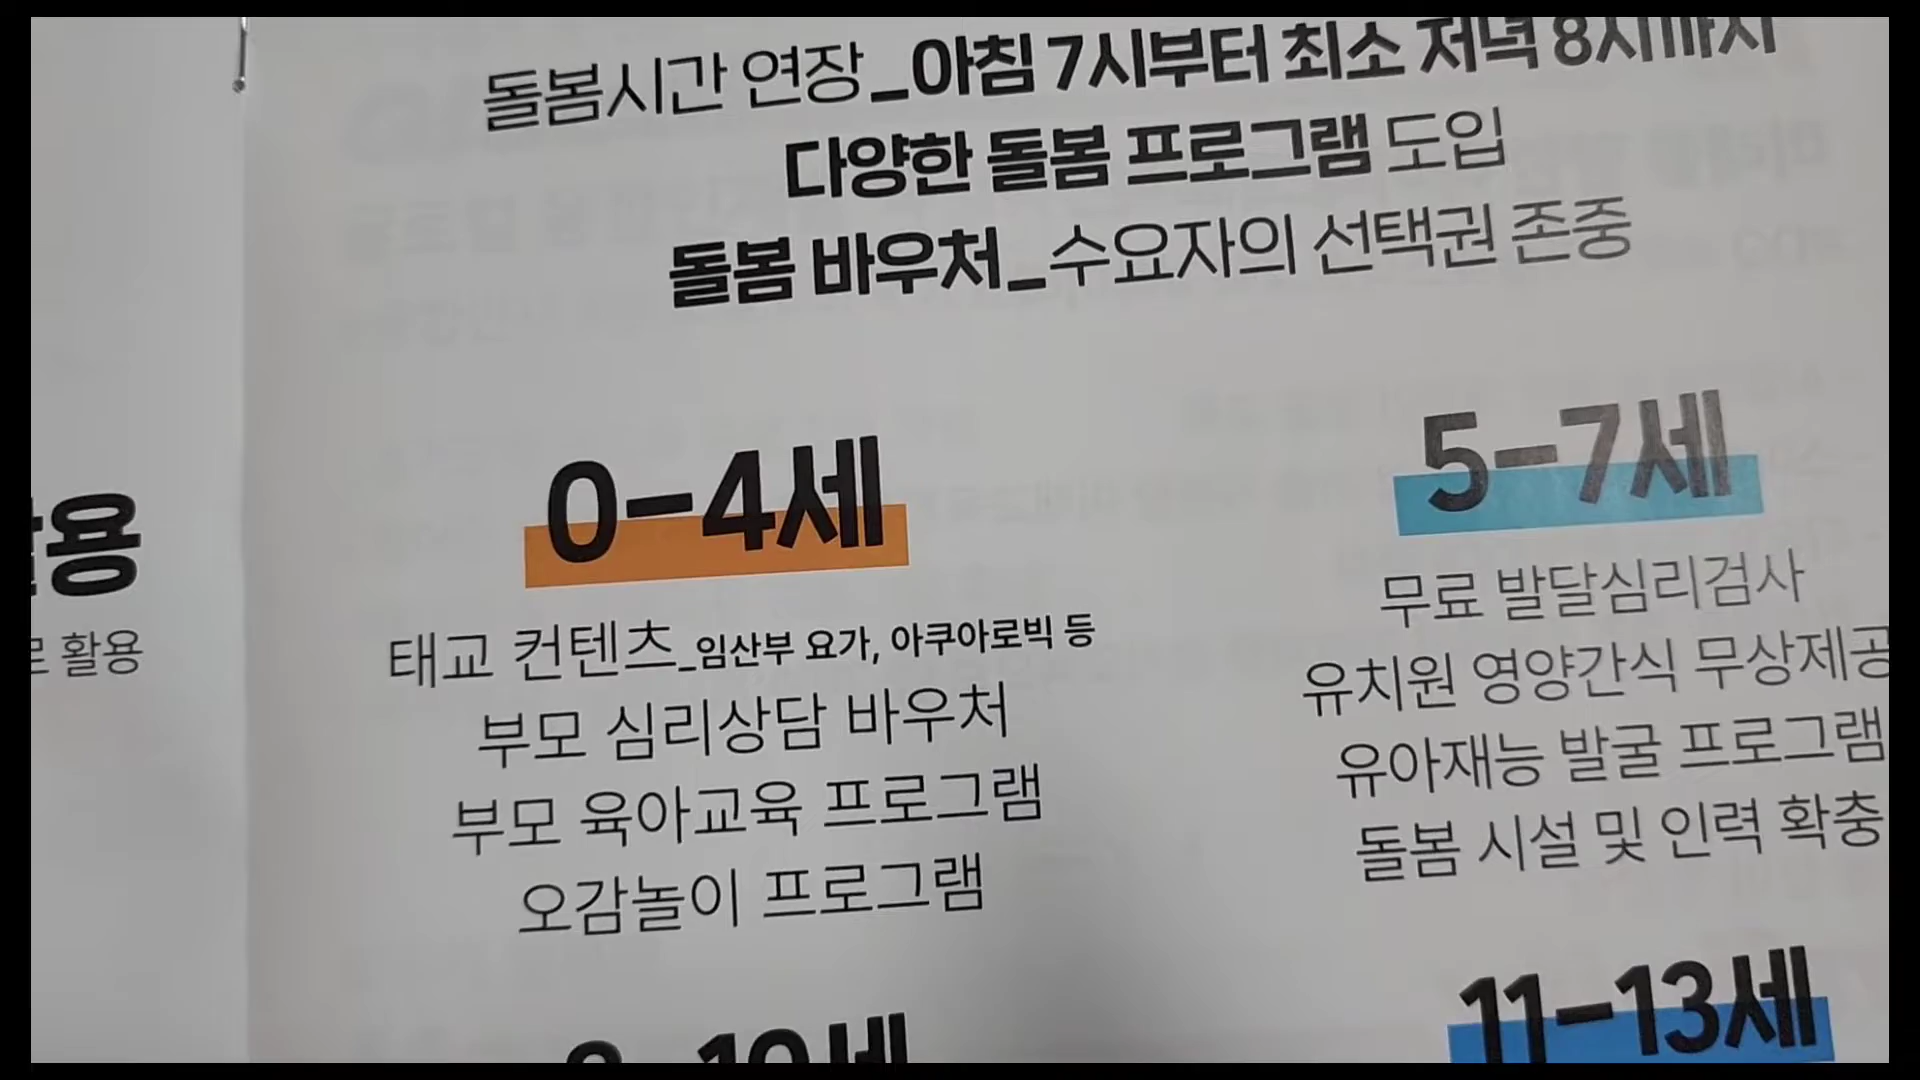 돌봄시간 연장_아침 7시부터 최소 저녁 8시까지
다양한 돌봄 프로그램 도입
돌봄 바우처_수요자의 선택권 존중
용
로 활용
0-4세
태교 컨텐츠_임산부 요가, 아쿠아로빅 등
부모 심리상담 바우처
부모 육아교육 프로그램
오감놀이 프로그램
5-7세
무료 발달심리검사
유치원 영양간식 무상제공
유아재능 발굴 프로그램
돌봄 시설 및 인력 확충
8-10세
11-13세